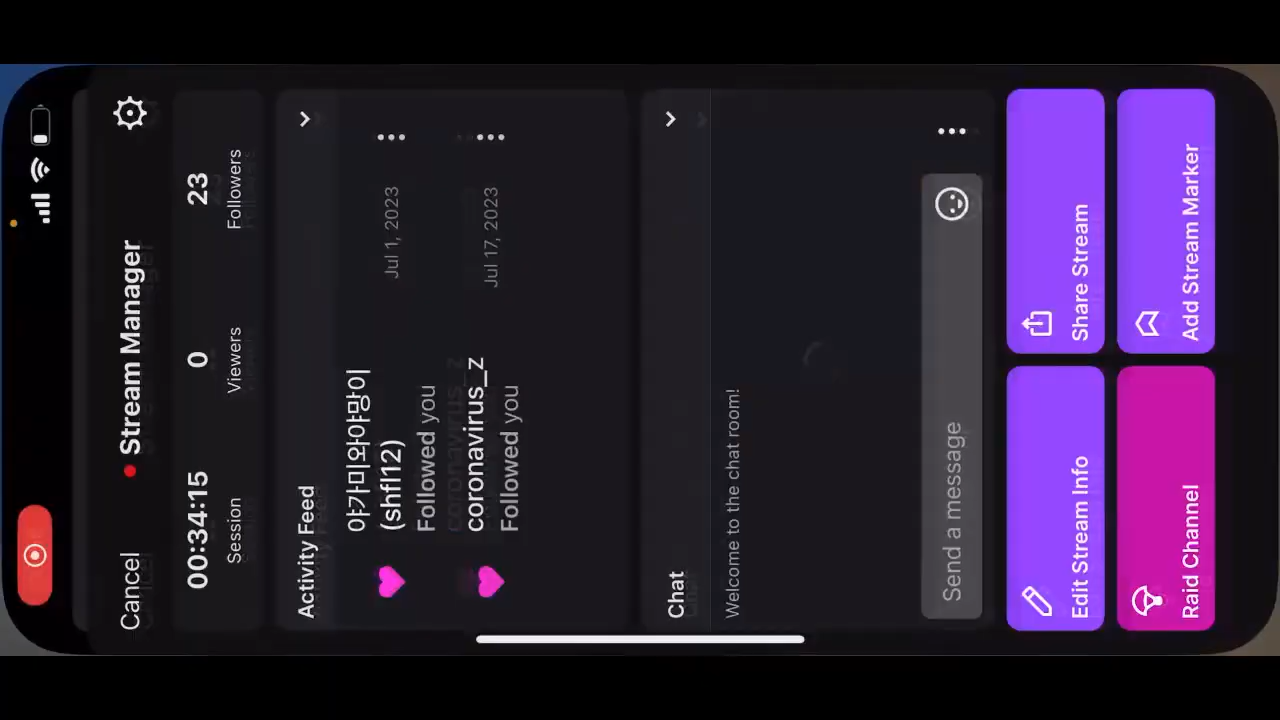 Cancel
Stream Manager
00:34:15
Session
0
Viewers
23
Followers
Activity Feed
야가미와야망이
(shfl12)
Followed you
Jul 1, 2023
coronavirus_z
Followed you
Jul 17, 2023
Chat
Welcome to the chat room!
Send a message
Edit Stream Info
Share Stream
Raid Channel
Add Stream Marker